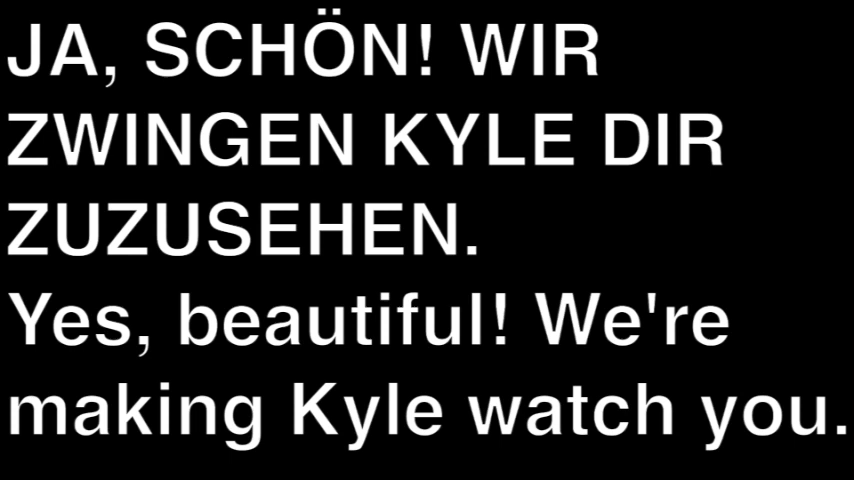 JA, SCHÖN! WIR
ZWINGEN KYLE DIR
ZUZUSEHEN.
Yes, beautiful! We're
making Kyle watch you.